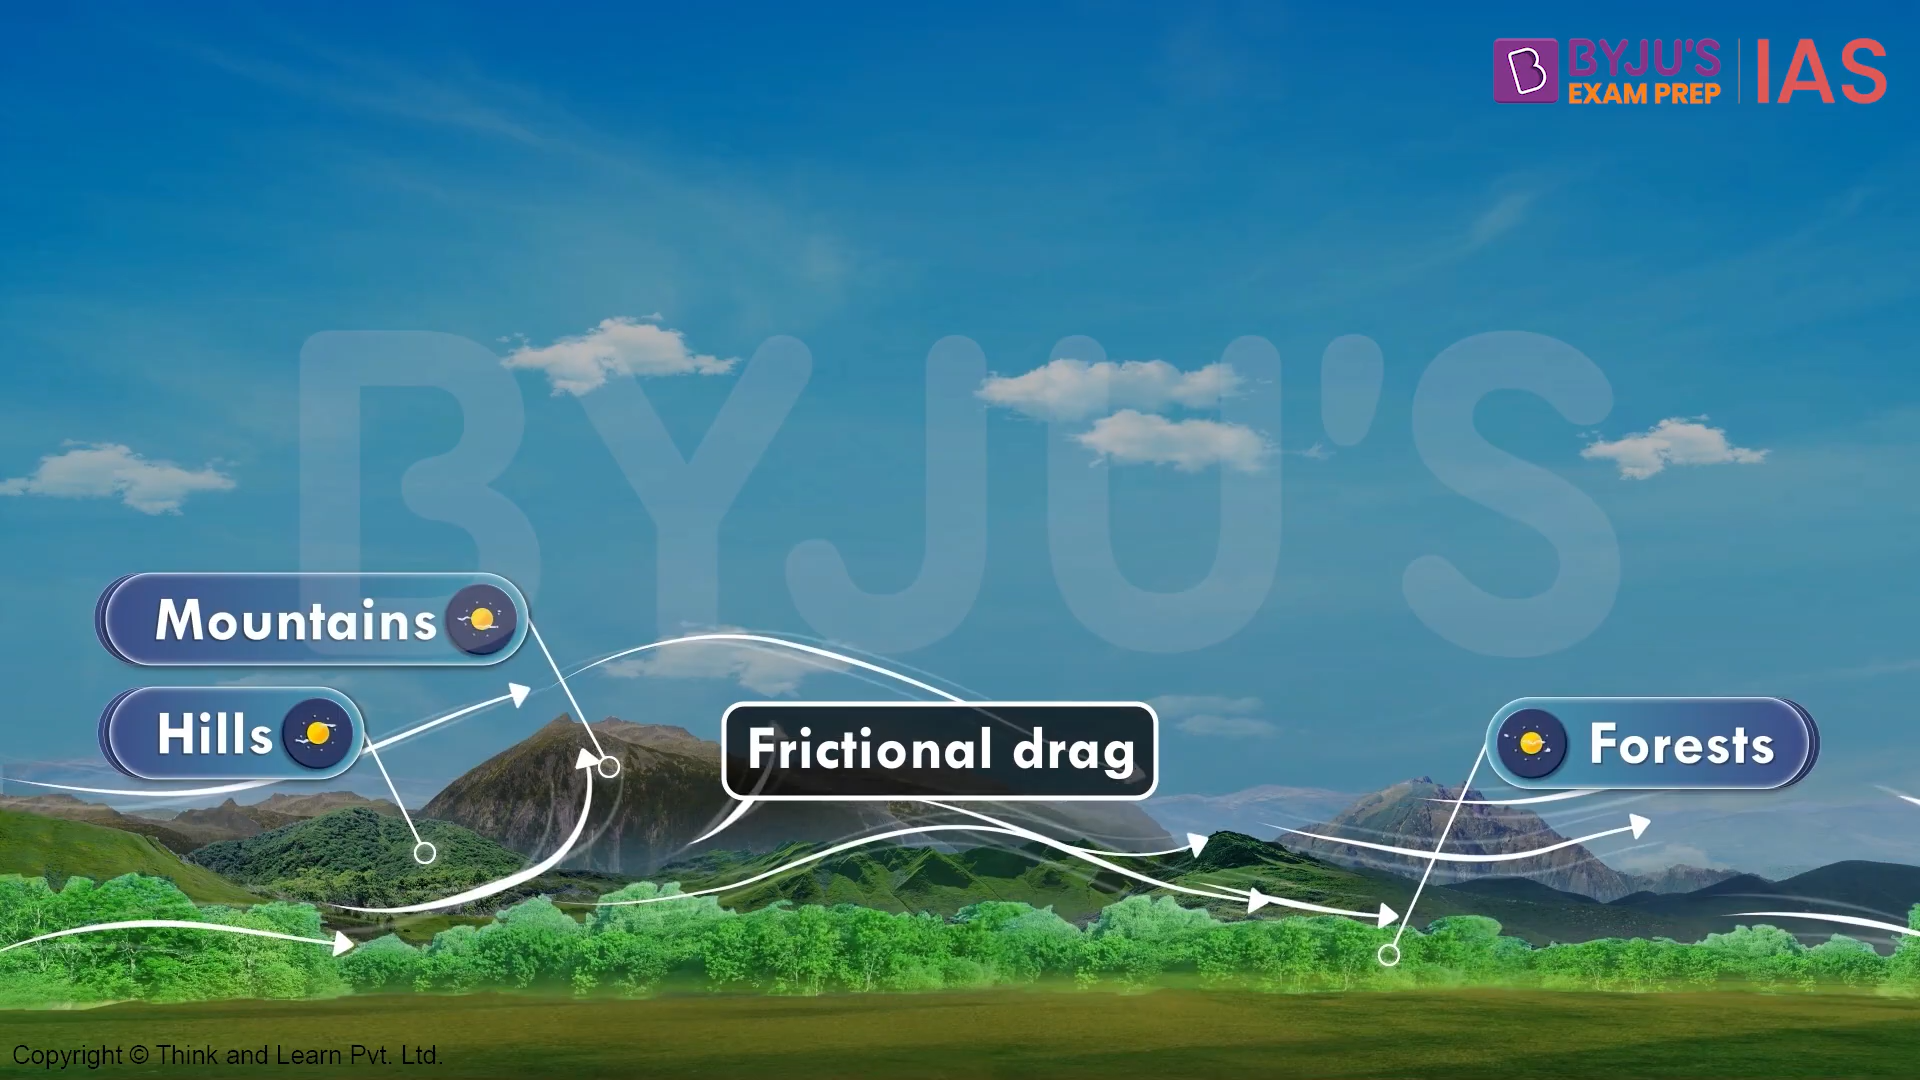 BYJU'S
EXAM PREP
IAS
BYJU'S
Mountains
Hills
Frictional drag
Forests
Copyright © Think and Learn Pvt. Ltd.